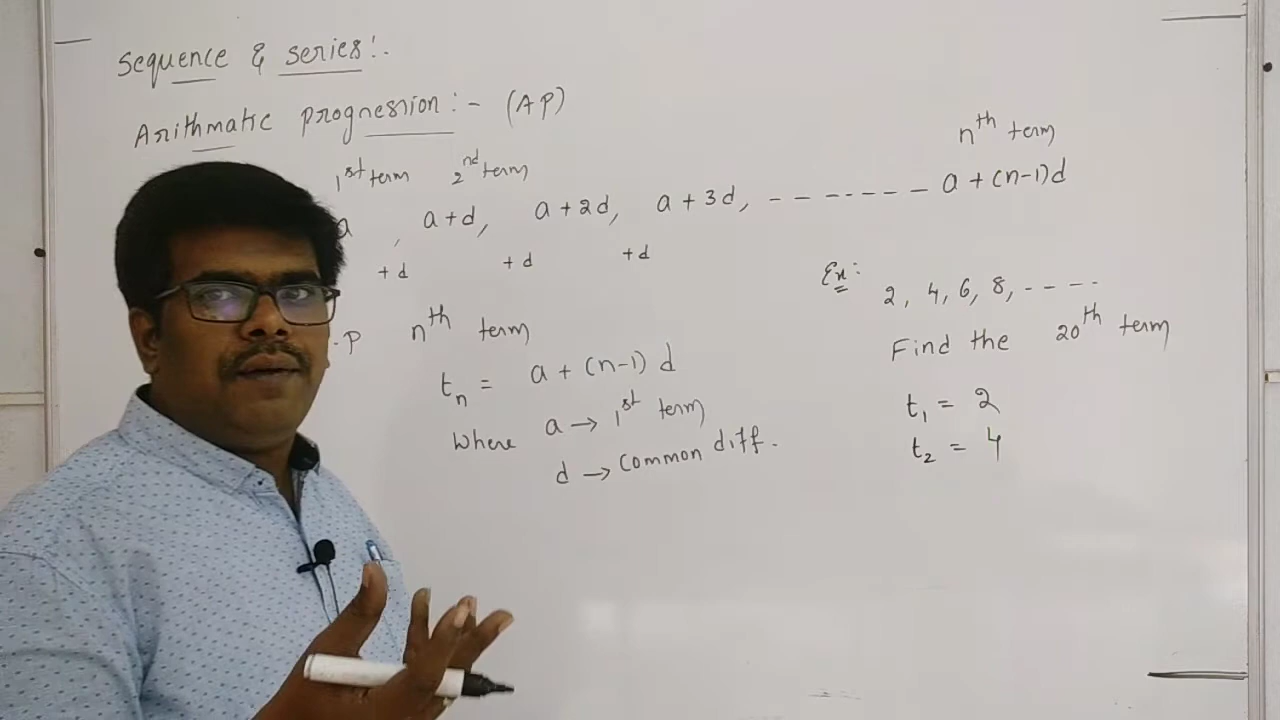 Sequence & series:.
Arithmatic progression :- (AP)
1st term 2nd term nth term
a , a+d, a+2d, a+3d, ------- a+(n-1)d
+d +d +d
.p nth term
tn = a+(n-1)d
Where a → 1st term
d → Common diff.
Ex:
2, 4, 6, 8, ----
Find the 20th term
t1 = 2
t2 = 4